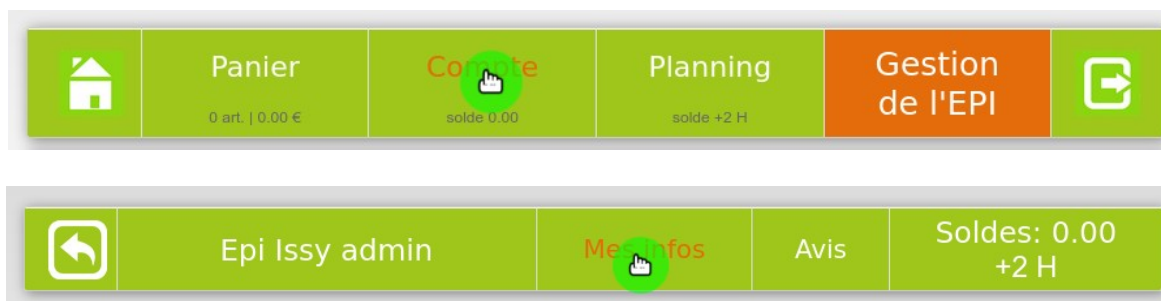 Panier
0 art. | 0.00 €
Compte
solde 0.00
Planning
solde +2 H
Gestion
de l'EPI
Epi Issy admin
Mes infos
Avis
Soldes: 0.00
+2 H